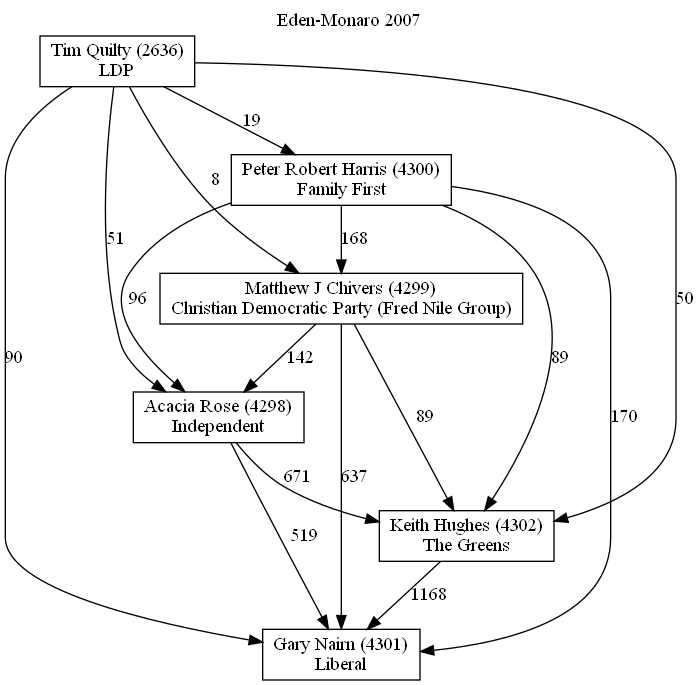 Eden-Monaro 2007
Tim Quilty (2636)
LDP
19
Peter Robert Harris (4300)
Family First
8
51
168
96
50
Matthew J Chivers (4299)
Christian Democratic Party (Fred Nile Group)
90
142
89
89
170
Acacia Rose (4298)
Independent
671
637
519
Keith Hughes (4302)
The Greens
1168
Gary Nairn (4301)
Liberal